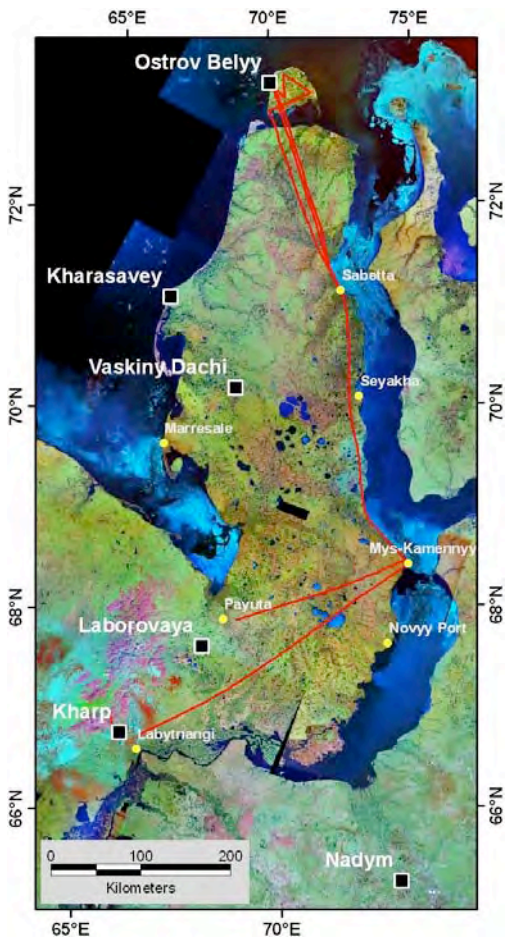 65°E 70°E 75°E
Ostrov Belyy
72°N 72°N
Sabetta
Kharasavey
Vaskiny Dachi
Seyakha
70°N 70°N
Marresale
Mys-Kamennyy
68°N 68°N
Payuta
Novyy Port
Laborovaya
Kharp
Labytriangi
66°N 66°N
0 100 200
Kilometers
Nadym
65°E 70°E